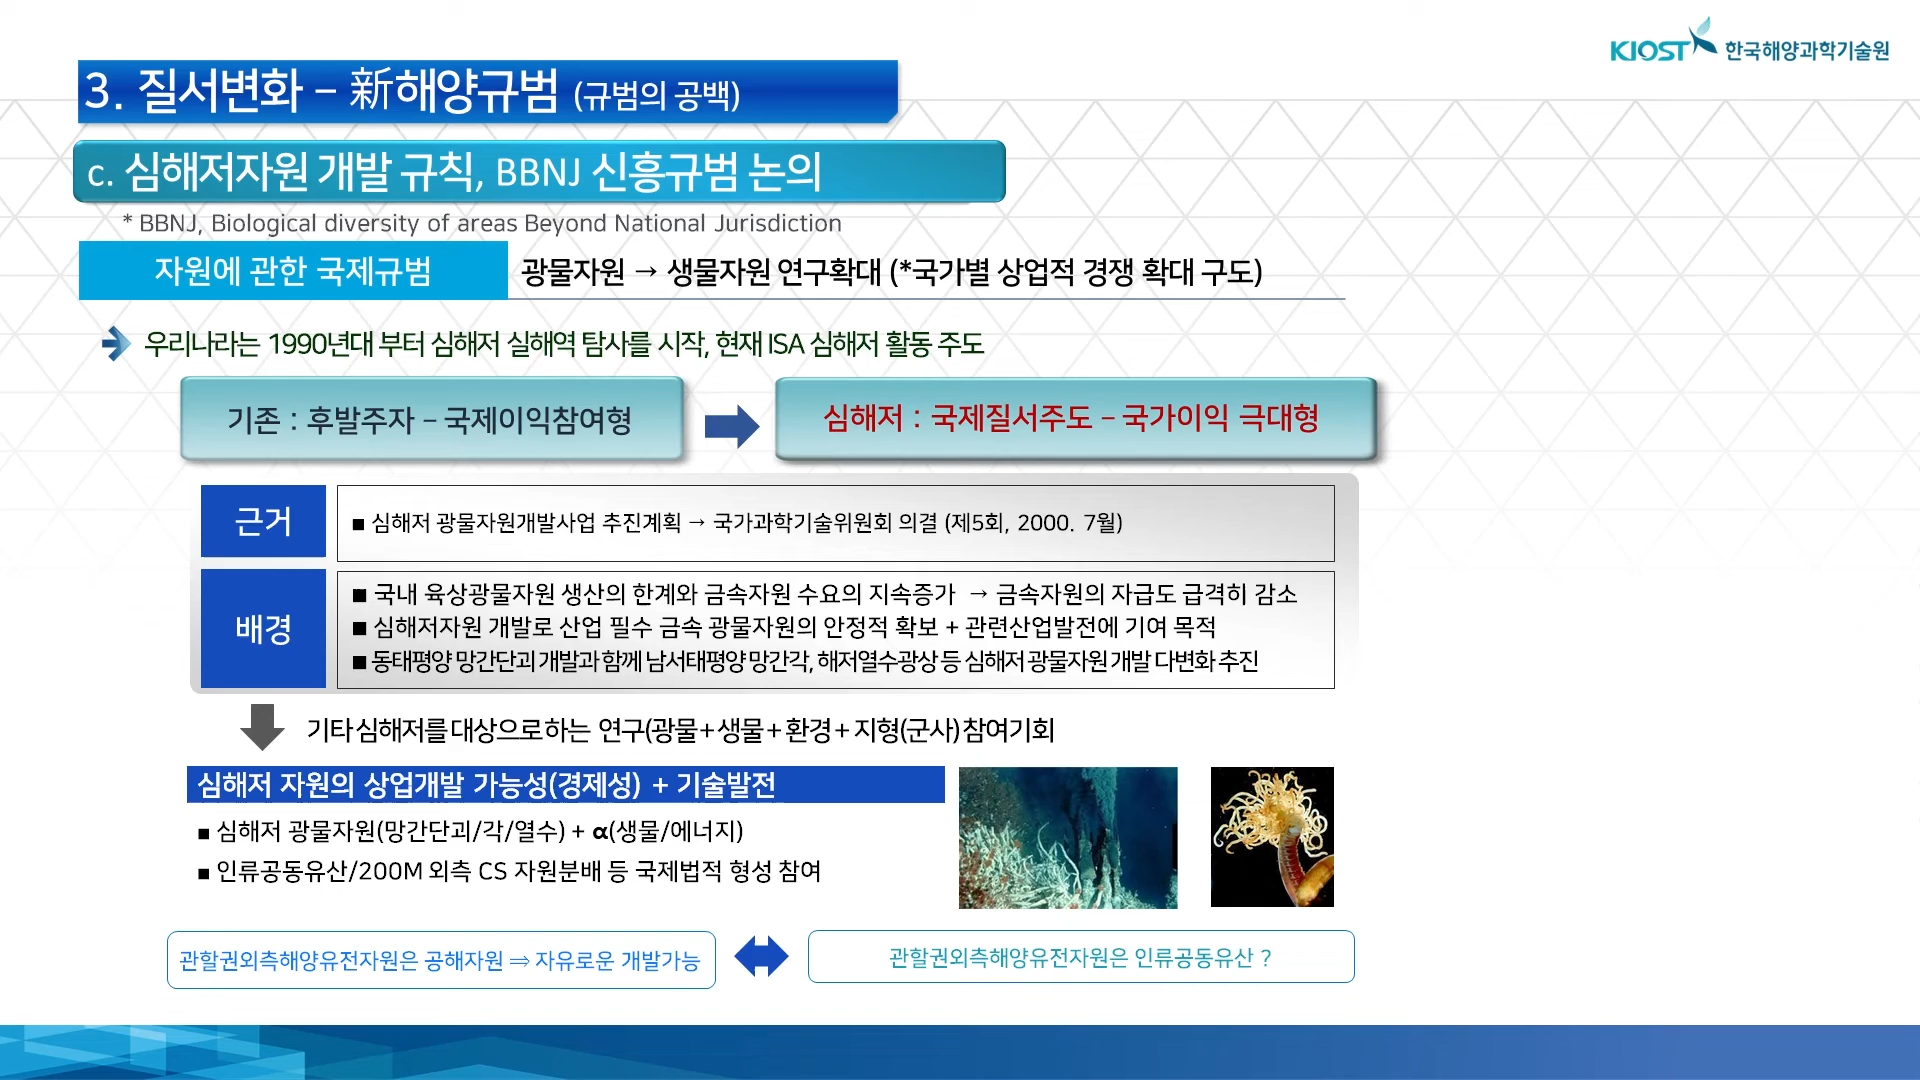 KIOST 한국해양과학기술원
3. 질서변화 – 新해양규범 (규범의 공백)
c. 심해저자원 개발 규칙, BBNJ 신흥규범 논의
* BBNJ, Biological diversity of areas Beyond National Jurisdiction
자원에 관한 국제규범
광물자원 → 생물자원 연구확대 (*국가별 상업적 경쟁 확대 구도)
우리나라는 1990년대 부터 심해저 실해역 탐사를 시작, 현재 ISA 심해저 활동 주도
기존 : 후발주자 – 국제이익참여형
심해저 : 국제질서주도 – 국가이익 극대형
근거
■ 심해저 광물자원개발사업 추진계획 → 국가과학기술위원회 의결 (제5회, 2000. 7월)
배경
■ 국내 육상광물자원 생산의 한계와 금속자원 수요의 지속증가 → 금속자원의 자급도 급격히 감소
■ 심해저자원 개발로 산업 필수 금속 광물자원의 안정적 확보 + 관련산업발전에 기여 목적
■ 동태평양 망간단괴 개발과 함께 남서태평양 망간각, 해저열수광상 등 심해저 광물자원 개발 다변화 추진
기타 심해저를 대상으로 하는 연구(광물+생물+환경+지형(군사) 참여기회
심해저 자원의 상업개발 가능성(경제성) + 기술발전
■ 심해저 광물자원(망간단괴/각/열수) + α(생물/에너지)
■ 인류공동유산/200M 외측 CS 자원분배 등 국제법적 형성 참여
관할권외측해양유전자원은 공해자원 ⇒ 자유로운 개발가능
관할권외측해양유전자원은 인류공동유산 ?